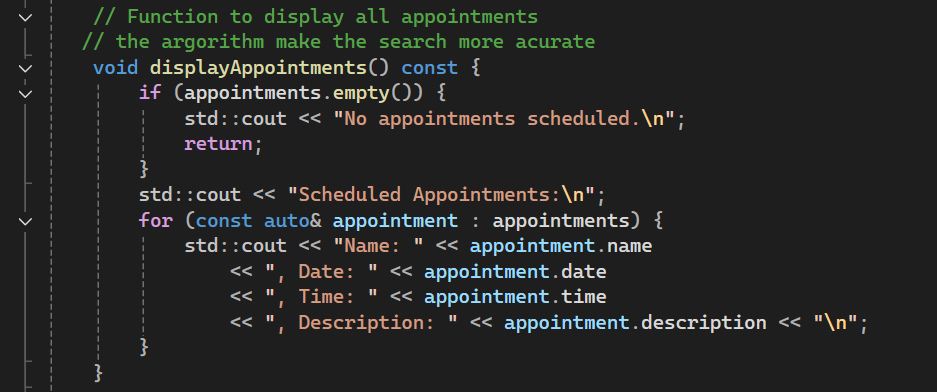 // Function to display all appointments
// the argorithm make the search more acurate
void displayAppointments() const {
if (appointments.empty()) {
std::cout << "No appointments scheduled.\n";
return;
}
std::cout << "Scheduled Appointments:\n";
for (const auto& appointment : appointments) {
std::cout << "Name: " << appointment.name
<< ", Date: " << appointment.date
<< ", Time: " << appointment.time
<< ", Description: " << appointment.description << "\n";
}
}